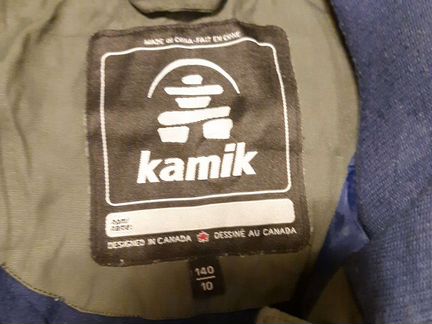 MADE IN CHINA - FAIT EN CHINE
kamik
nom/
name:
DESIGNED IN CANADA DESSINÉ AU CANADA
140
10